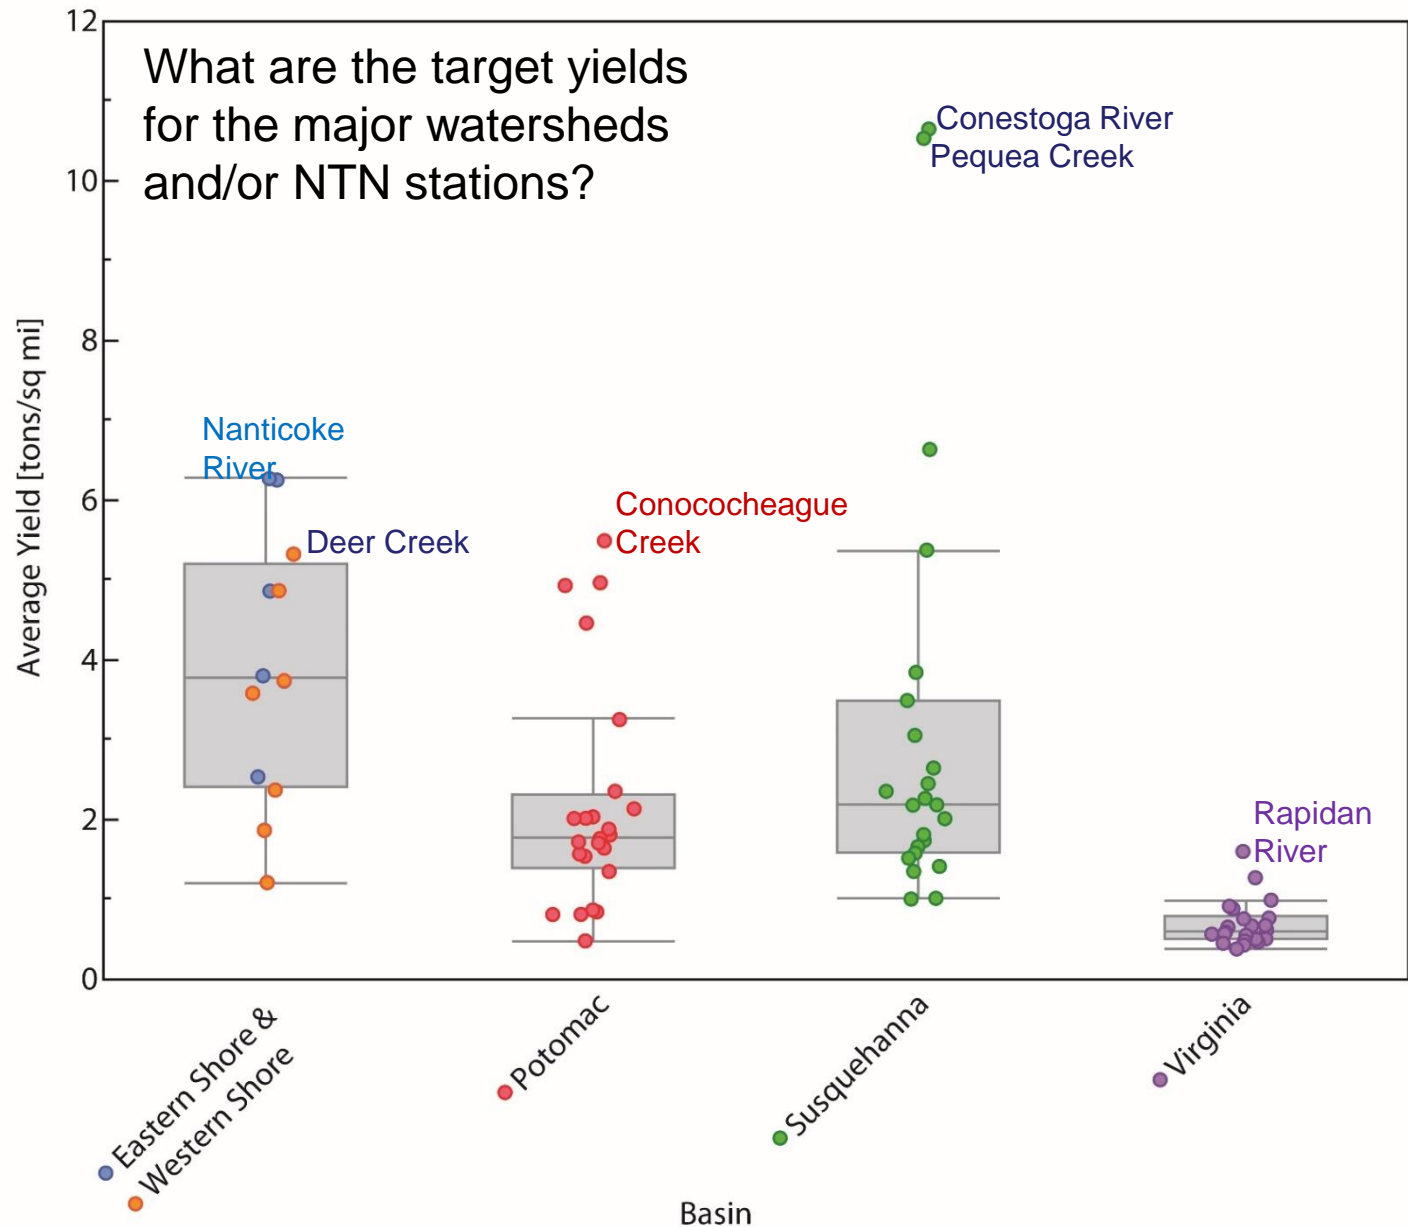 12
What are the target yields
for the major watersheds
and/or NTN stations?
Conestoga River
Pequea Creek
10
8
Average Yield [tons/sq mi]
Nanticoke
River
6
Conococheague
Creek
Deer Creek
4
2
Rapidan
River
0
Eastern Shore &
Western Shore
Potomac
Susquehanna
Virginia
Basin